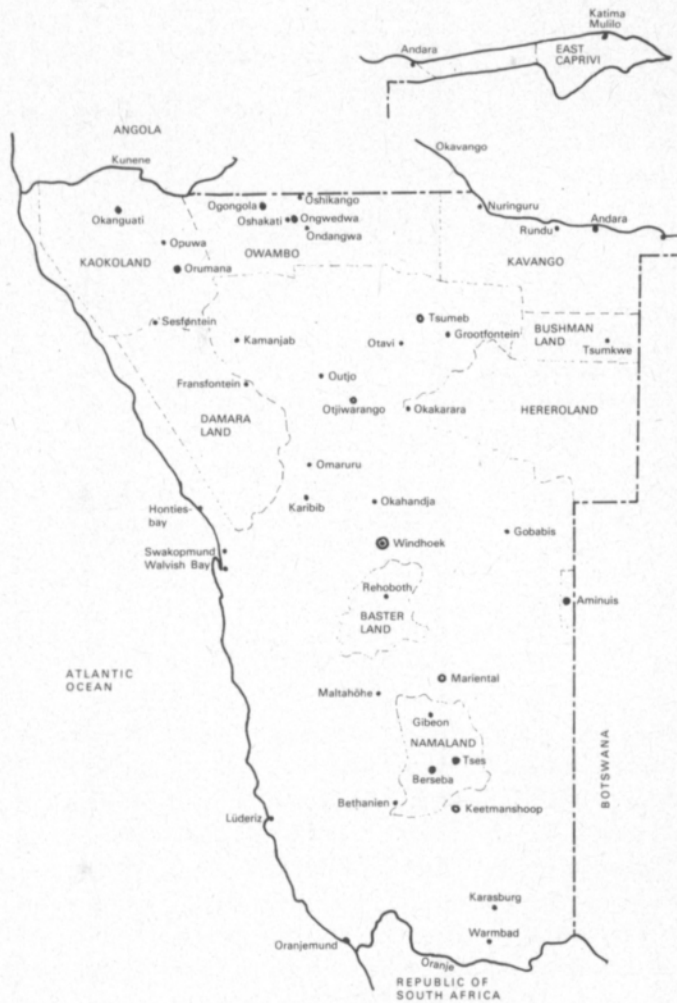 Katima
Mulilo
Andara
EAST
CAPRIVI
ANGOLA
Kunene
Okavango
Okanguati
Ogongola
Oshikango
Oshakati
Ongwedwa
Ondangwa
Nuringuru
Rundu
Andara
Opuwa
KAOKOLAND
OWAMBO
KAVANGO
Orumana
Sesfontein
Kamanjab
Tsumeb
Otavi
Grootfontein
BUSHMAN
LAND
Tsumkwe
Outjo
Fransfontein
Otjiwarango
Okakarara
HEREROLAND
DAMARA
LAND
Omaruru
Karibib
Okahandja
Honties-
bay
Gobabis
Windhoek
Swakopmund
Walvish Bay
Rehoboth
BASTER
LAND
Aminuis
ATLANTIC
OCEAN
Mariental
Maltahöhe
Gibeon
NAMALAND
Tses
Berseba
BOTSWANA
Bethanien
Keetmanshoop
Lüderiz
Karasburg
Warmbad
Oranjemund
Oranje
REPUBLIC OF
SOUTH AFRICA